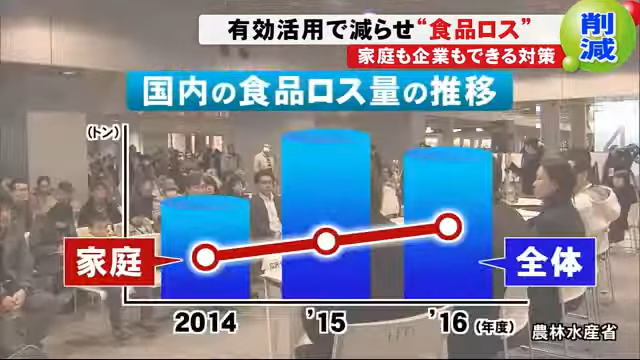 有効活用で減らせ“食品ロス”
家庭も企業もできる対策
削減
国内の食品ロス量の推移
(トン)
家庭
全体
2014 '15 '16 (年度)
農林水産省